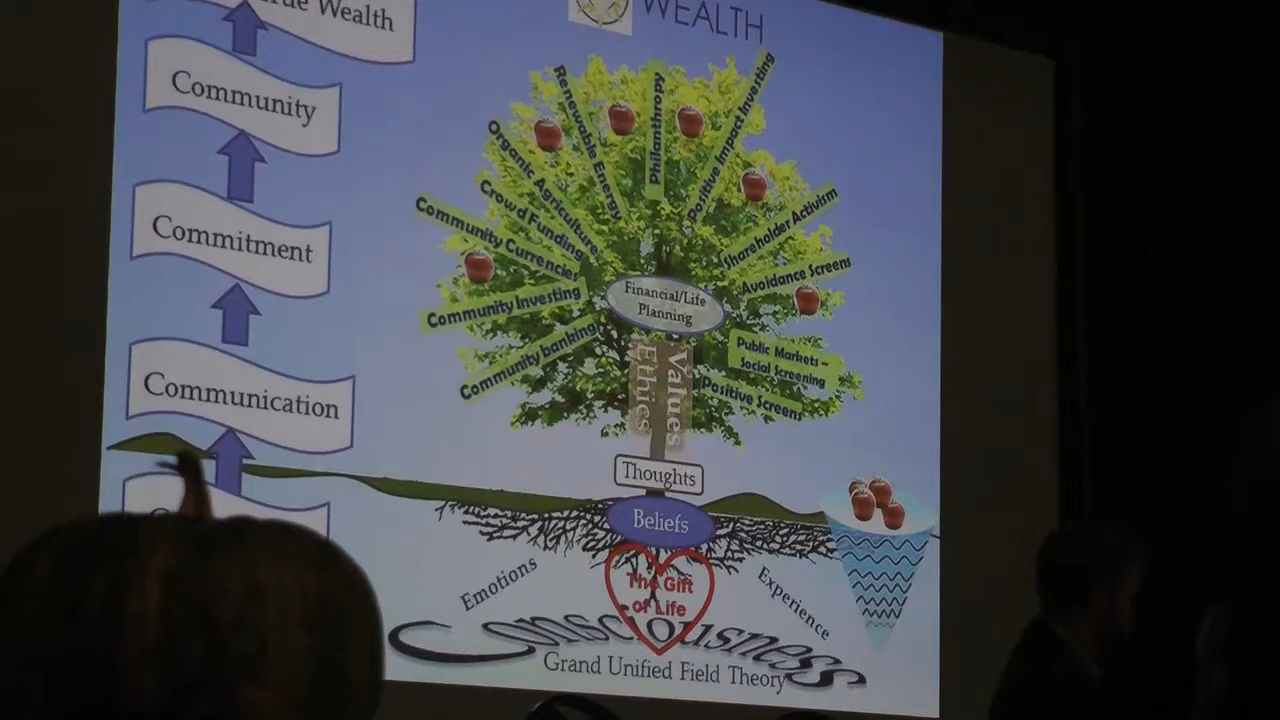 True Wealth
Community
Commitment
Communication
WEALTH
Renewable Energy
Philanthropy
Positive Impact Investing
Organic Agriculture
Crowd Funding
Community Currencies
Community Investing
Community banking
Shareholder Activism
Avoidance Screens
Public Markets –
Social Screening
Positive Screens
Financial/Life
Planning
Ethics
Values
Thoughts
Beliefs
Emotions
The Gift
of Life
Experience
Consciousness
Grand Unified Field Theory